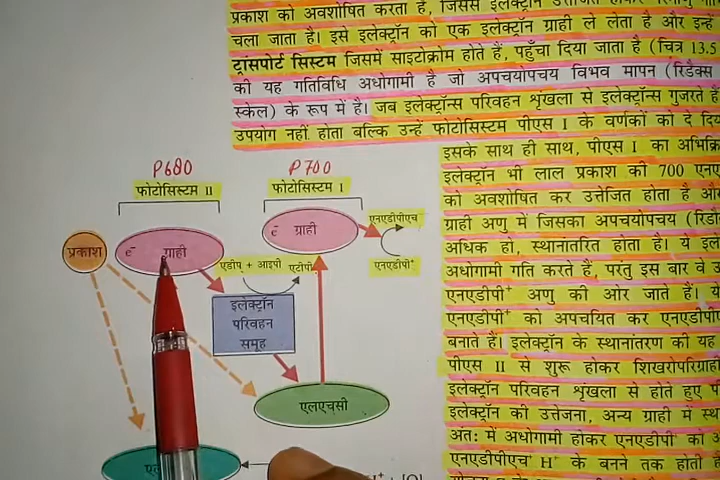 प्रकाश को अवशोषित करता है, जिससे इलेक्ट्रॉन
चला जाता है। इसे इलेक्ट्रॉन को एक इलेक्ट्रॉन ग्राही ले लेता है और इन्हें
ट्रांसपोर्ट सिस्टम जिसमें साइटोक्रोम होते हैं, पहुँचा दिया जाता है (चित्र 13.5
की यह गतिविधि अधोगामी है जो अपचयोपचय विभव मापन (रिडैक्स
स्केल) के रूप में है। जब इलेक्ट्रॉन्स परिवहन शृंखला से इलेक्ट्रॉन्स गुजरते हैं
उपयोग नहीं होता बल्कि उन्हें फोटोसिस्टम पीएस I के वर्णकों को दे दिय
इसके साथ ही साथ, पीएस I का अभिक्रि
इलेक्ट्रॉन भी लाल प्रकाश की 700 एनए
को अवशोषित कर उत्तेजित होता है और
ग्राही अणु में जिसका अपचयोपचय (रिडॉ
अधिक हो, स्थानांतरित होता है। ये इल
अधोगामी गति करते हैं, परंतु इस बार वे उ
एनएडीपी⁺ अणु की ओर जाते हैं। ये
एनएडीपी⁺ को अपचयित कर एनएडीपीए
बनाते हैं। इलेक्ट्रॉन के स्थानांतरण की यह
पीएस II से शुरू होकर शिखरोपरिग्राही
इलेक्ट्रॉन परिवहन शृंखला से होते हुए प
इलेक्ट्रॉन की उत्तेजना, अन्य ग्राही में स्थ
अंत: में अधोगामी होकर एनएडीपी⁺ को अ
एनएडीपीएच H⁺ के बनने तक होती है
P680
फोटोसिस्टम II
P700
फोटोसिस्टम I
प्रकाश
e⁻ ग्राही
e⁻ ग्राही
एनएडीपीएच
एनएडीपी⁺
एडीपी + आइपी
एटीपी
इलेक्ट्रॉन
परिवहन
समूह
एलएचसी